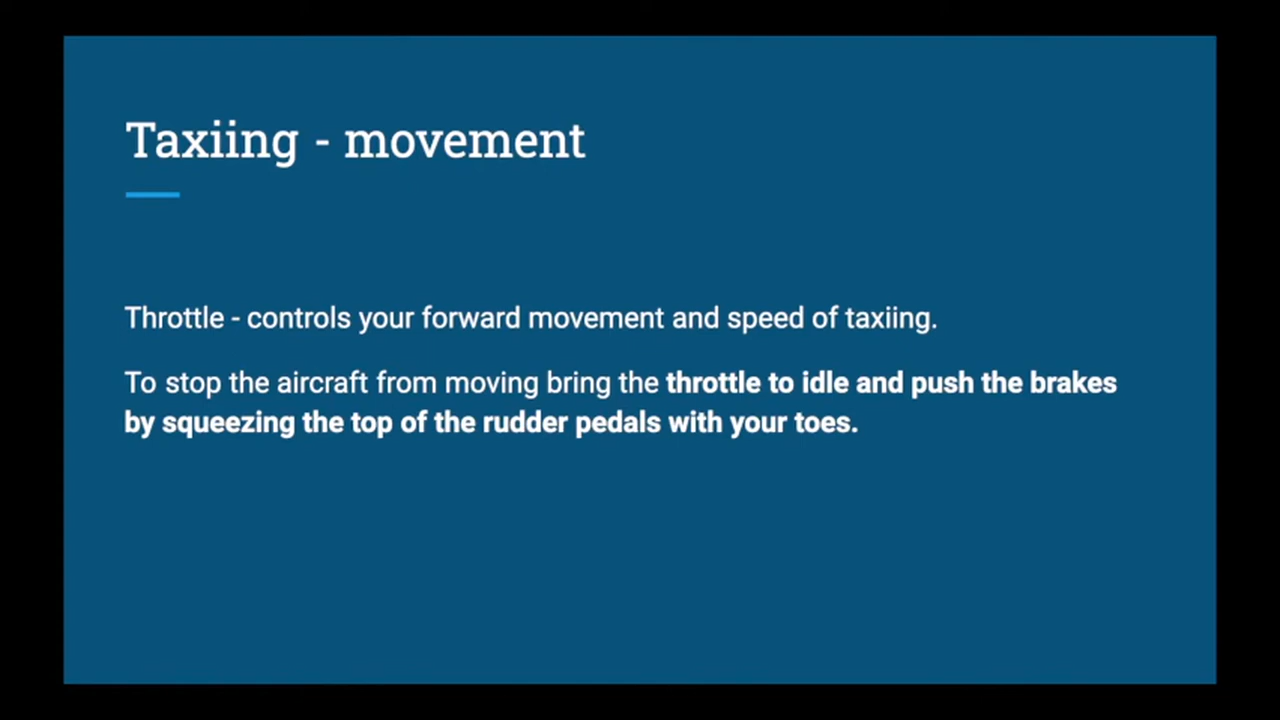 Taxiing - movement
Throttle - controls your forward movement and speed of taxiing.
To stop the aircraft from moving bring the throttle to idle and push the brakes
by squeezing the top of the rudder pedals with your toes.